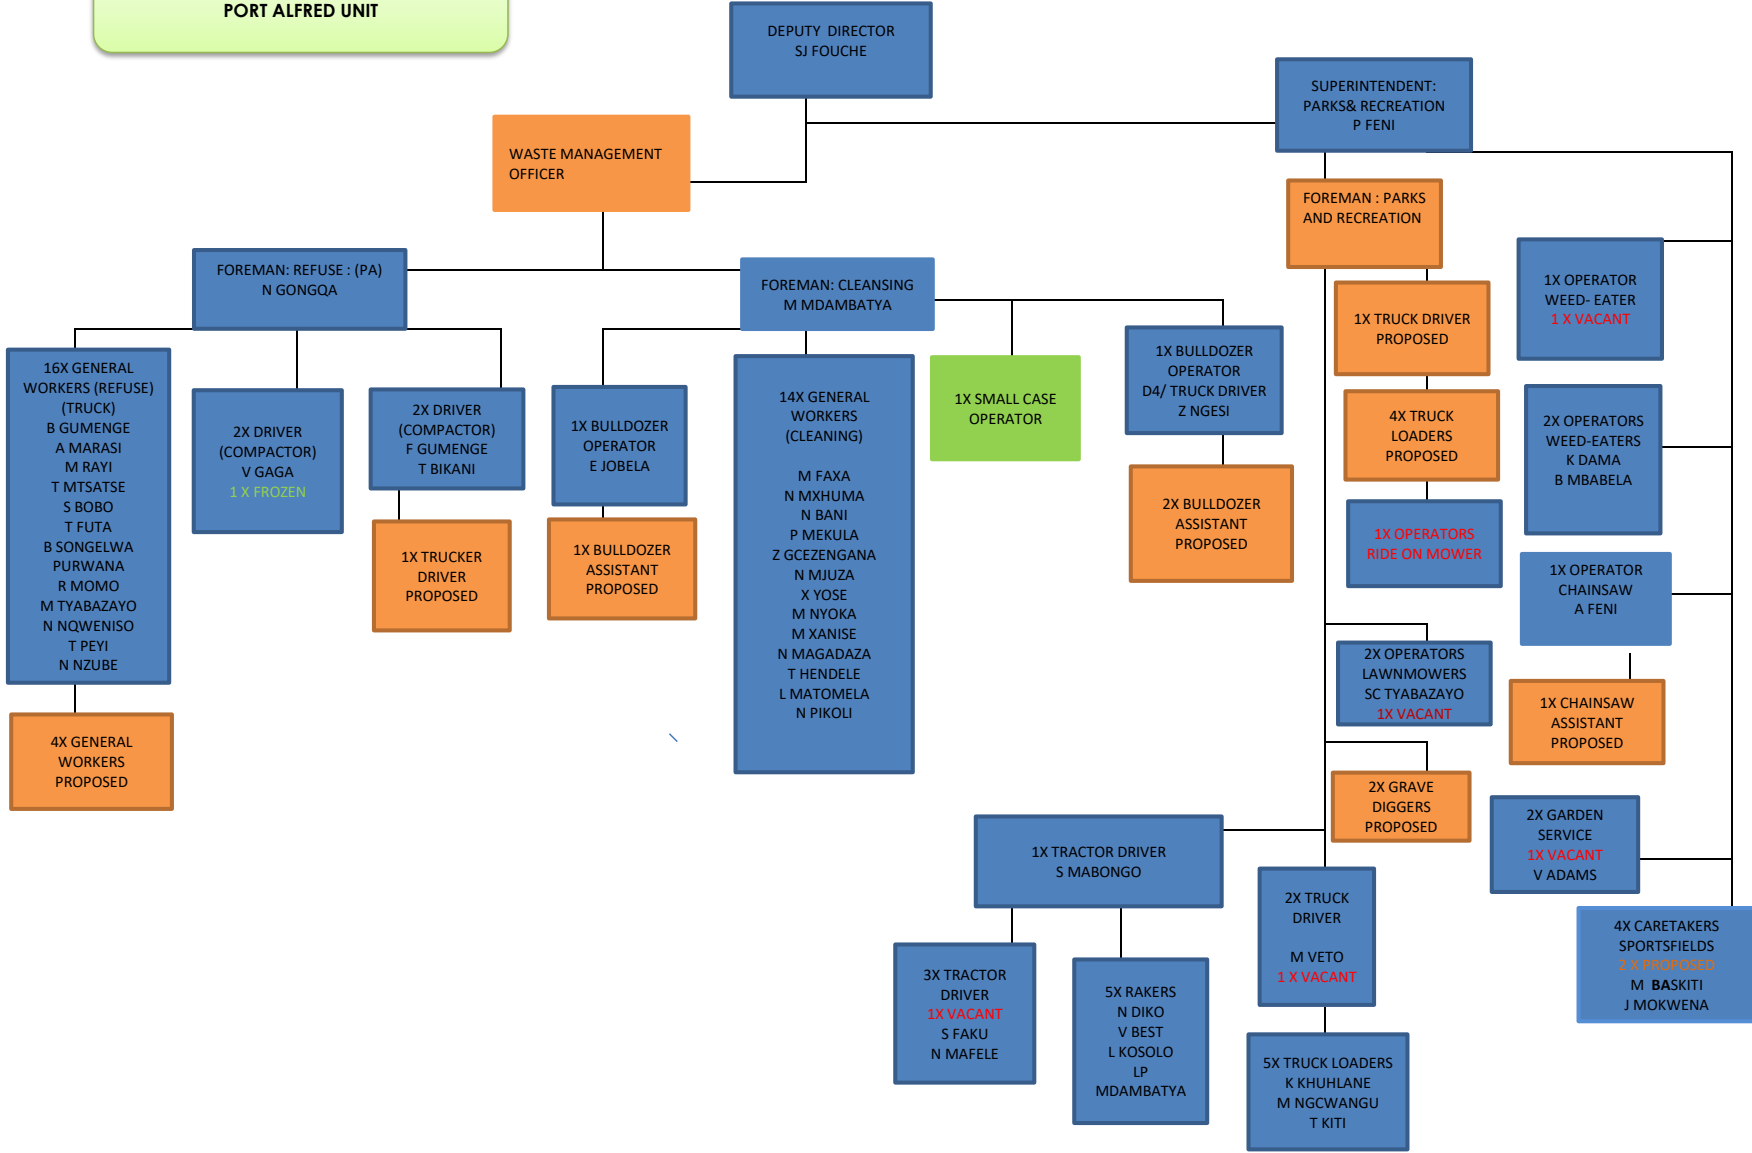 PORT ALFRED UNIT
DEPUTY DIRECTOR
SJ FOUCHE
SUPERINTENDENT:
PARKS& RECREATION
P FENI
WASTE MANAGEMENT
OFFICER
FOREMAN : PARKS
AND RECREATION
FOREMAN: REFUSE : (PA)
N GONGQA
FOREMAN: CLEANSING
M MDAMBATYA
1X OPERATOR
WEED- EATER
1 X VACANT
1X TRUCK DRIVER
PROPOSED
16X GENERAL
WORKERS (REFUSE)
(TRUCK)
B GUMENGE
A MARASI
M RAYI
T MTSATSE
S BOBO
T FUTA
B SONGELWA
PURWANA
R MOMO
M TYABAZAYO
N NQWENISO
T PEYI
N NZUBE
2X DRIVER
(COMPACTOR)
V GAGA
1 X FROZEN
2X DRIVER
(COMPACTOR)
F GUMENGE
T BIKANI
1X BULLDOZER
OPERATOR
E JOBELA
14X GENERAL
WORKERS
(CLEANING)
M FAXA
N MXHUMA
N BANI
P MEKULA
Z GCEZENGANA
N MJUZA
X YOSE
M NYOKA
M XANISE
N MAGADAZA
T HENDELE
L MATOMELA
N PIKOLI
1X SMALL CASE
OPERATOR
1X BULLDOZER
OPERATOR
D4/ TRUCK DRIVER
Z NGESI
4X TRUCK
LOADERS
PROPOSED
2X OPERATORS
WEED-EATERS
K DAMA
B MBABELA
1X TRUCKER
DRIVER
PROPOSED
1X BULLDOZER
ASSISTANT
PROPOSED
2X BULLDOZER
ASSISTANT
PROPOSED
1X OPERATORS
RIDE ON MOWER
1X OPERATOR
CHAINSAW
A FENI
2X OPERATORS
LAWNMOWERS
SC TYABAZAYO
1X VACANT
1X CHAINSAW
ASSISTANT
PROPOSED
4X GENERAL
WORKERS
PROPOSED
2X GRAVE
DIGGERS
PROPOSED
2X GARDEN
SERVICE
1X VACANT
V ADAMS
1X TRACTOR DRIVER
S MABONGO
2X TRUCK
DRIVER
M VETO
1 X VACANT
4X CARETAKERS
SPORTSFIELDS
2 X PROPOSED
M BASKITI
J MOKWENA
3X TRACTOR
DRIVER
1X VACANT
S FAKU
N MAFELE
5X RAKERS
N DIKO
V BEST
L KOSOLO
LP
MDAMBATYA
5X TRUCK LOADERS
K KHUHLANE
M NGCWANGU
T KITI